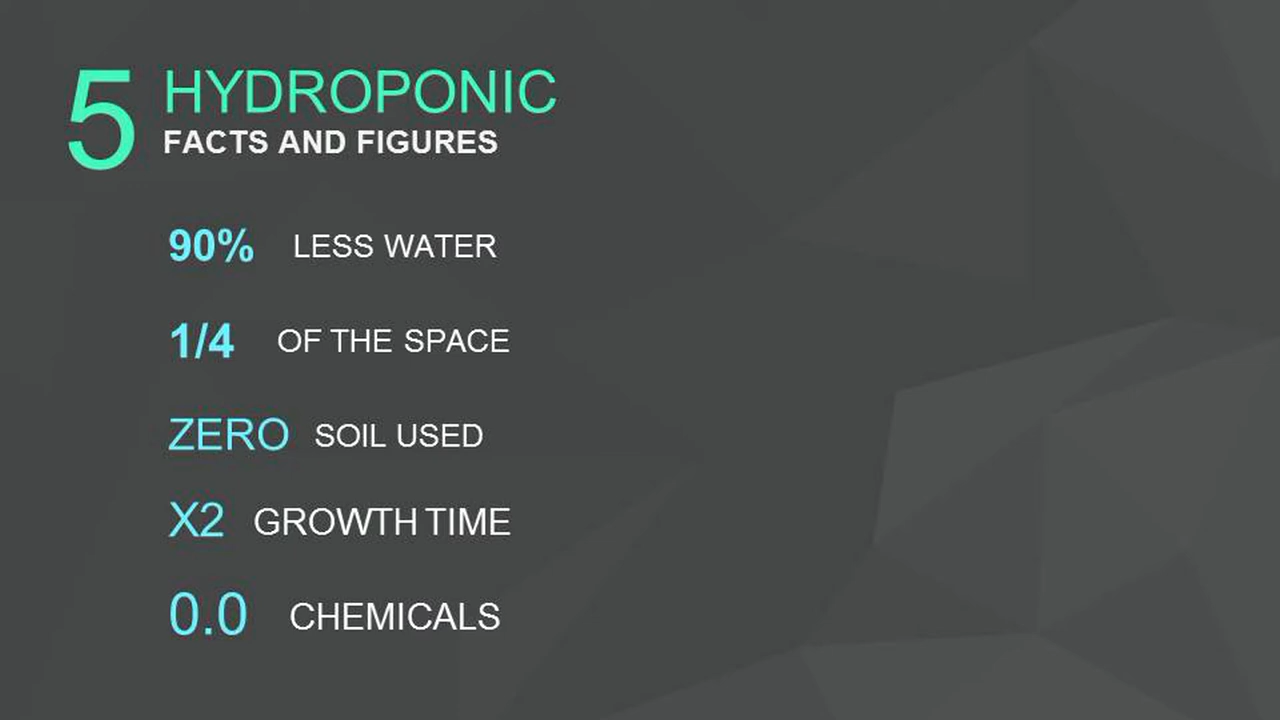 5 HYDROPONIC
FACTS AND FIGURES
90% LESS WATER
1/4 OF THE SPACE
ZERO SOIL USED
X2 GROWTH TIME
0.0 CHEMICALS